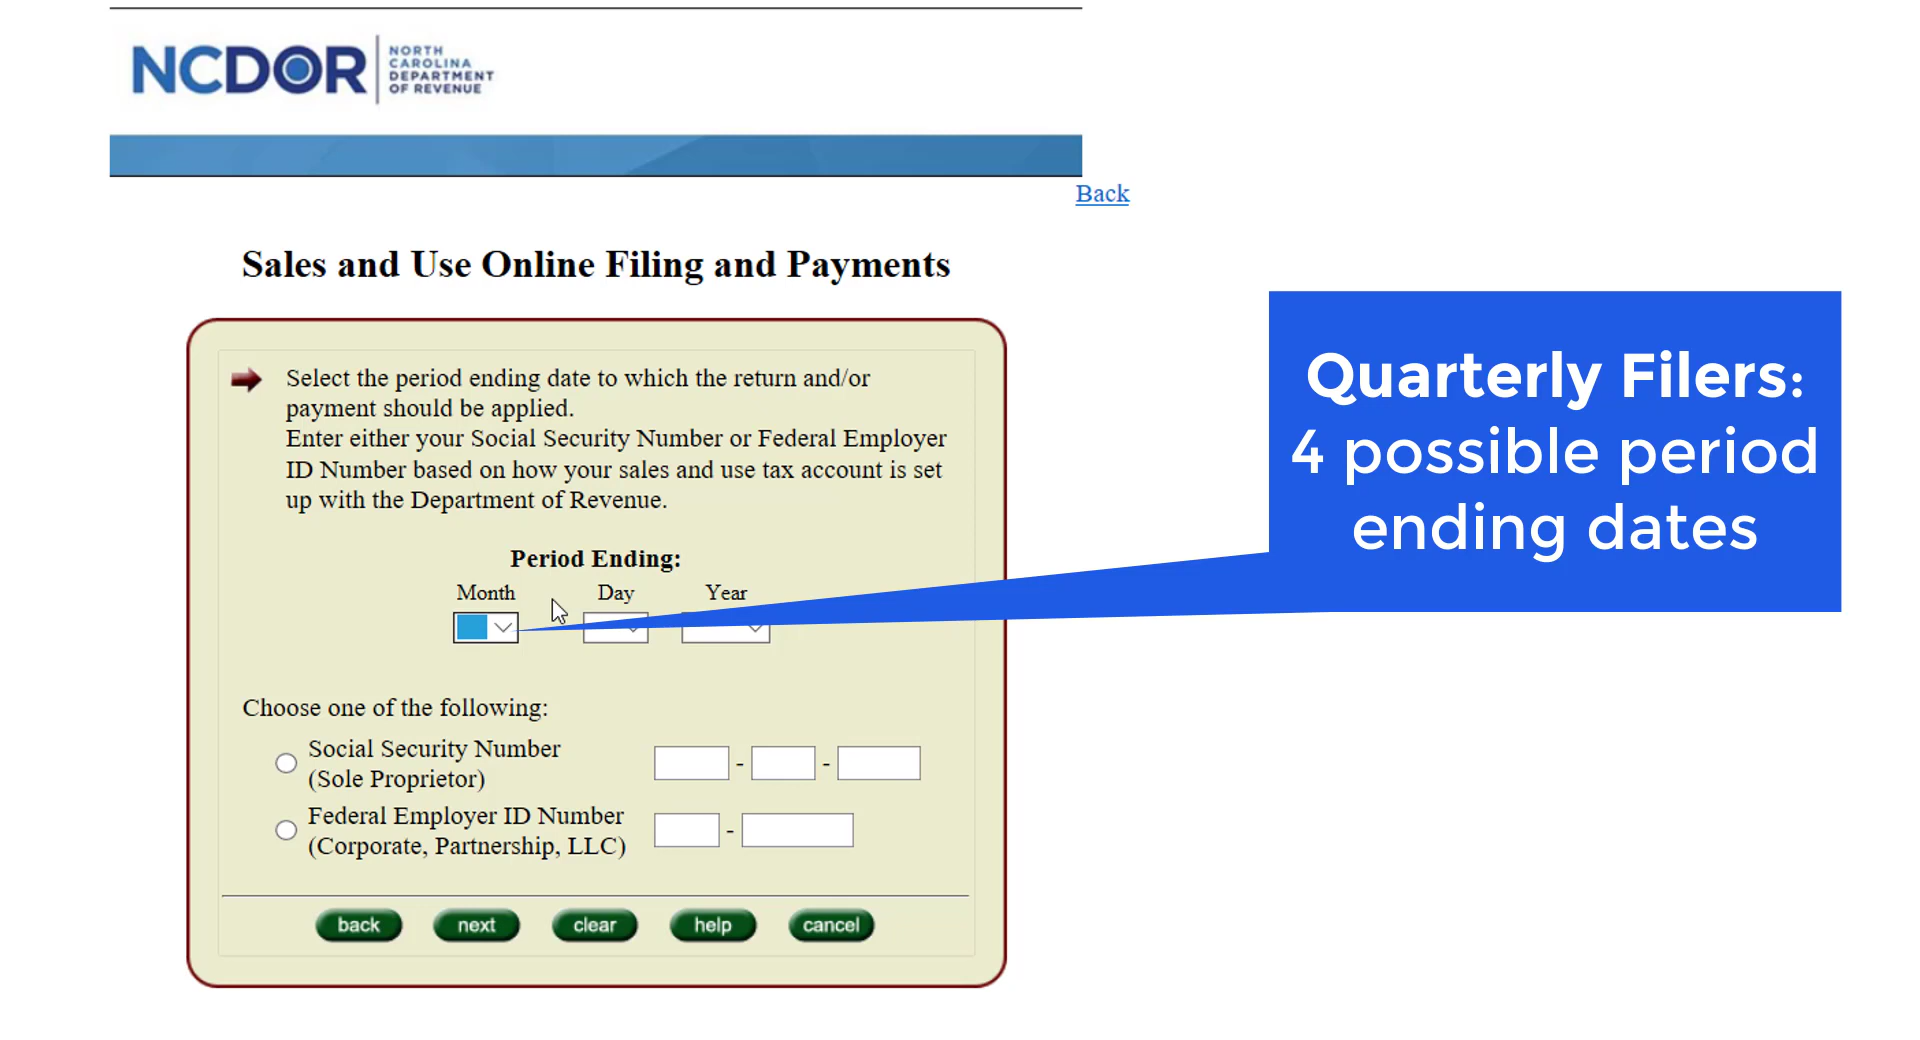 NCDOR
NORTH
CAROLINA
DEPARTMENT
OF REVENUE
Back
Sales and Use Online Filing and Payments
Select the period ending date to which the return and/or
payment should be applied.
Enter either your Social Security Number or Federal Employer
ID Number based on how your sales and use tax account is set
up with the Department of Revenue.
Period Ending:
Month Day Year
Choose one of the following:
Social Security Number
(Sole Proprietor)
- -
Federal Employer ID Number
(Corporate, Partnership, LLC)
-
back next clear help cancel
Quarterly Filers:
4 possible period
ending dates